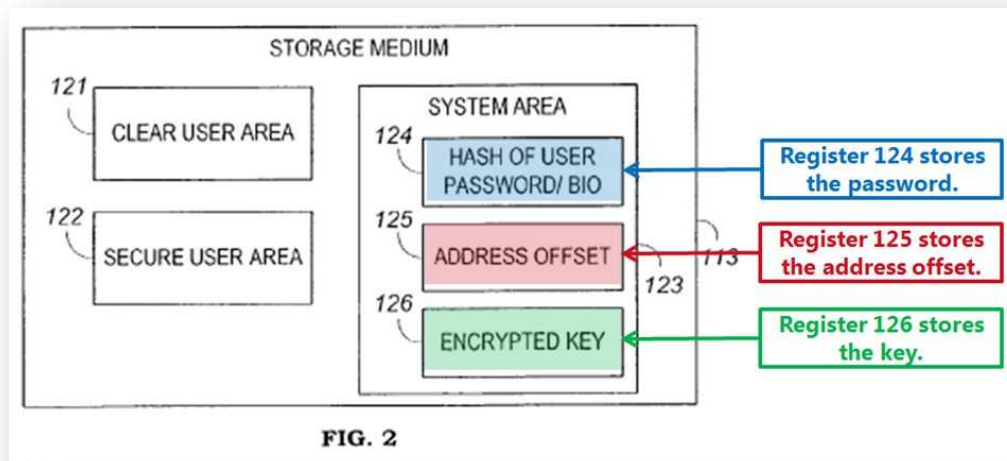 STORAGE MEDIUM
121
CLEAR USER AREA
122
SECURE USER AREA
SYSTEM AREA
124
HASH OF USER
PASSWORD/ BIO
125
ADDRESS OFFSET
123
113
126
ENCRYPTED KEY
Register 124 stores
the password.
Register 125 stores
the address offset.
Register 126 stores
the key.
FIG. 2